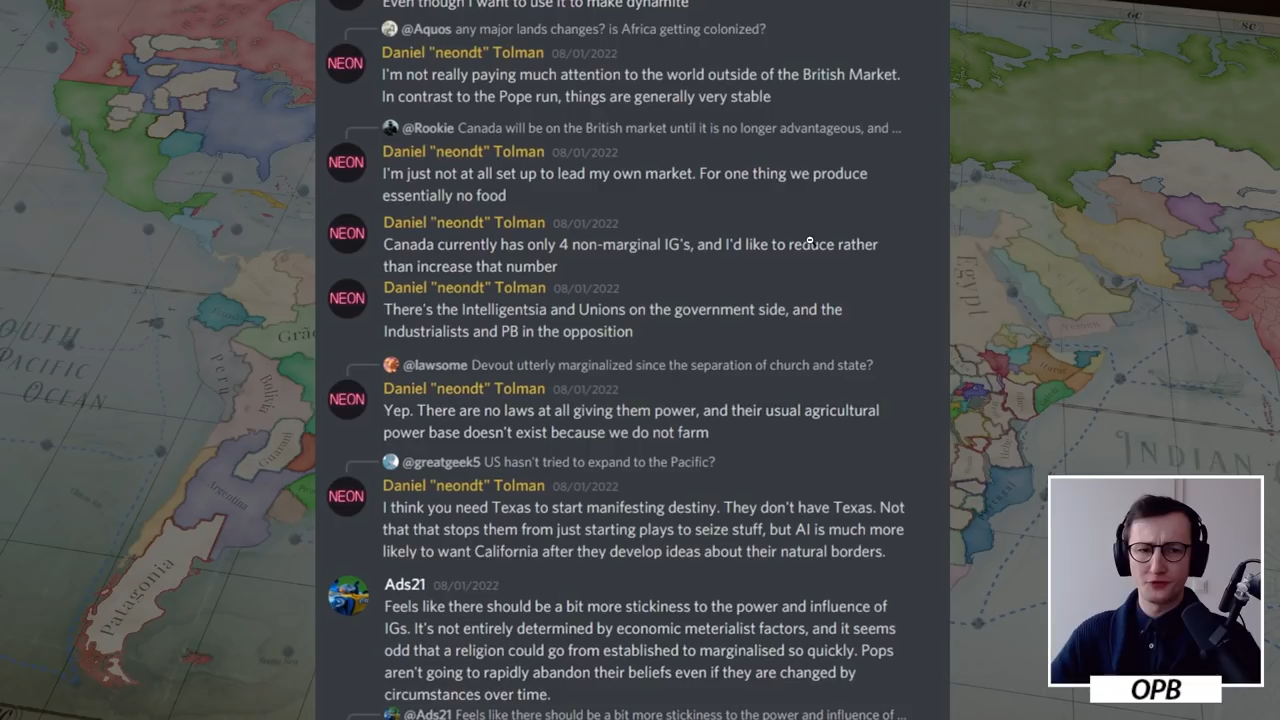 Even though I want to use it to make dynamite
@Aquos any major lands changes? is Africa getting colonized?
NEON
Daniel "neondt" Tolman 08/01/2022
I'm not really paying much attention to the world outside of the British Market.
In contrast to the Pope run, things are generally very stable
@Rookie Canada will be on the British market until it is no longer advantageous, and ...
NEON
Daniel "neondt" Tolman 08/01/2022
I'm just not at all set up to lead my own market. For one thing we produce
essentially no food
NEON
Daniel "neondt" Tolman 08/01/2022
Canada currently has only 4 non-marginal IG's, and I'd like to reduce rather
than increase that number
NEON
Daniel "neondt" Tolman 08/01/2022
There's the Intelligentsia and Unions on the government side, and the
Industrialists and PB in the opposition
@lawsome Devout utterly marginalized since the separation of church and state?
NEON
Daniel "neondt" Tolman 08/01/2022
Yep. There are no laws at all giving them power, and their usual agricultural
power base doesn't exist because we do not farm
@greatgeek5 US hasn't tried to expand to the Pacific?
NEON
Daniel "neondt" Tolman 08/01/2022
I think you need Texas to start manifesting destiny. They don't have Texas. Not
that that stops them from just starting plays to seize stuff, but AI is much more
likely to want California after they develop ideas about their natural borders.
Ads21 08/01/2022
Feels like there should be a bit more stickiness to the power and influence of
IGs. It's not entirely determined by economic meterialist factors, and it seems
odd that a religion could go from established to marginalised so quickly. Pops
aren't going to rapidly abandon their beliefs even if they are changed by
circumstances over time.
@Ads21 Feels like there should be a bit more stickiness to the power and influence of ...
SOUTH
PACIFIC
OCEAN
Peru
Bolivia
Grão
Guarani
Argentina
Patagonia
Egypt
INDIAN
OPB